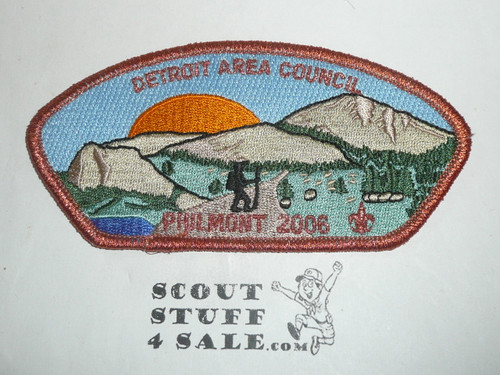 DETROIT AREA COUNCIL
PHILMONT 2006
SCOUT
STUFF
4 SALE.com